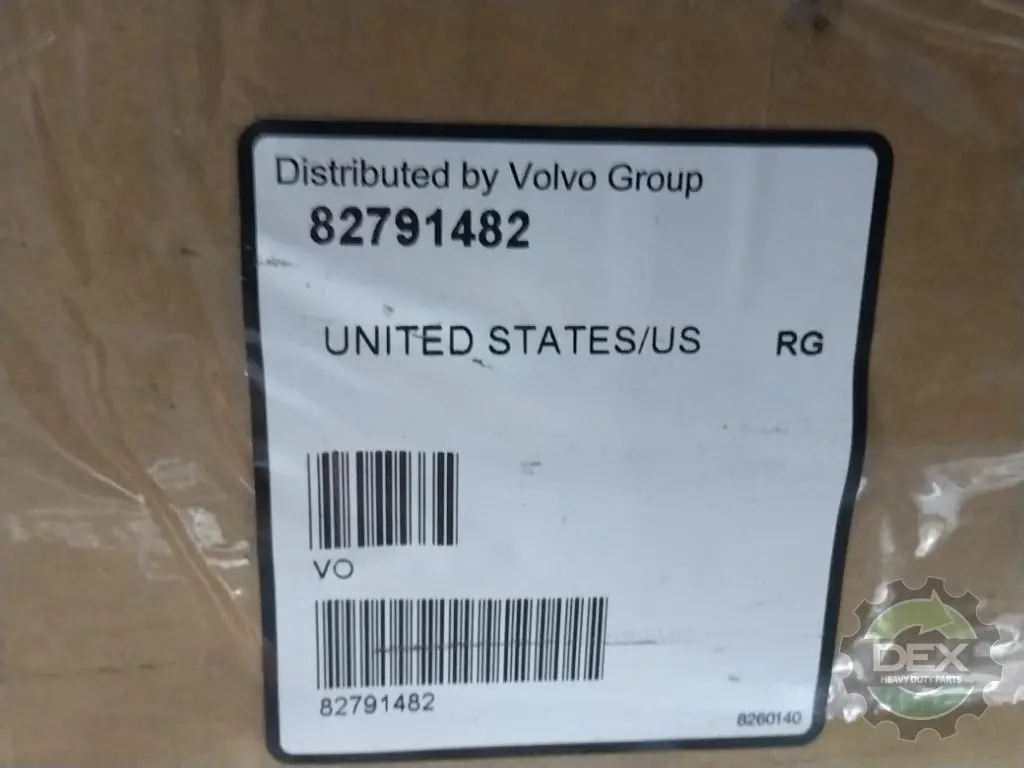 Distributed by Volvo Group
82791482
UNITED STATES/US RG
VO
82791482
8260140
DEX
HEAVY DUTY PARTS